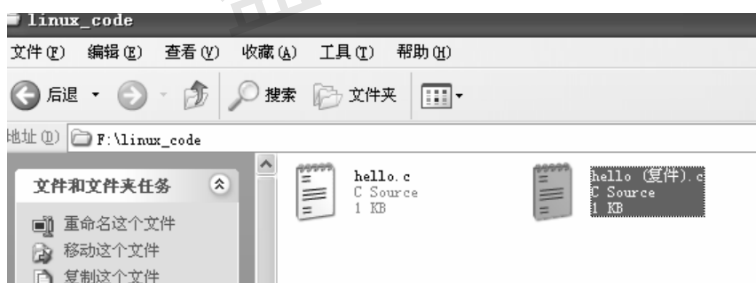 linux_code
文件(F) 编辑(E) 查看(V) 收藏(A) 工具(T) 帮助(H)
后退 搜索 文件夹
地址(D) F:\linux_code
文件和文件夹任务
重命名这个文件
移动这个文件
复制这个文件
hello.c
C Source
1 KB
hello (复件).c
C Source
1 KB